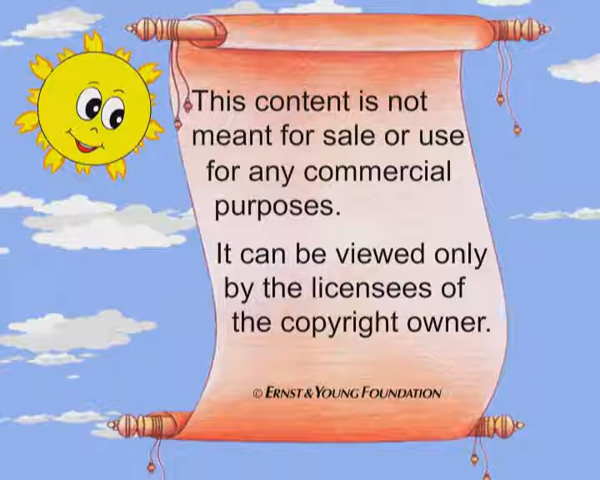 This content is not
meant for sale or use
for any commercial
purposes.
It can be viewed only
by the licensees of
the copyright owner.
© ERNST & YOUNG FOUNDATION